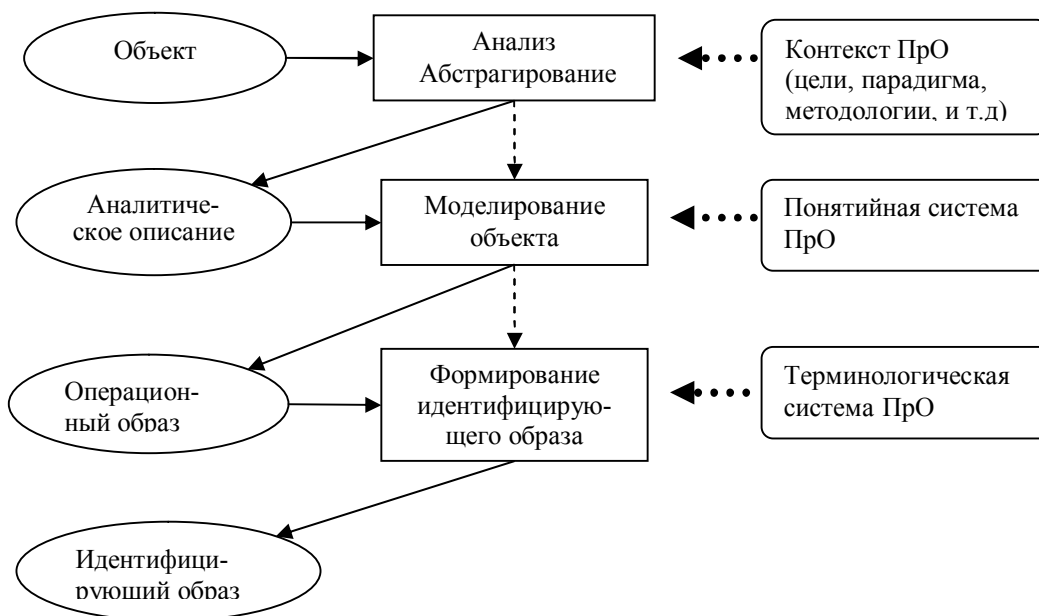 Объект
Анализ
Абстрагирование
Контекст ПрО
(цели, парадигма,
методологии, и т.д)
Аналитиче-
ское описание
Моделирование
объекта
Понятийная система
ПрО
Операцион-
ный образ
Формирование
идентифицирую-
щего образа
Терминологическая
система ПрО
Идентифици-
рующий образ